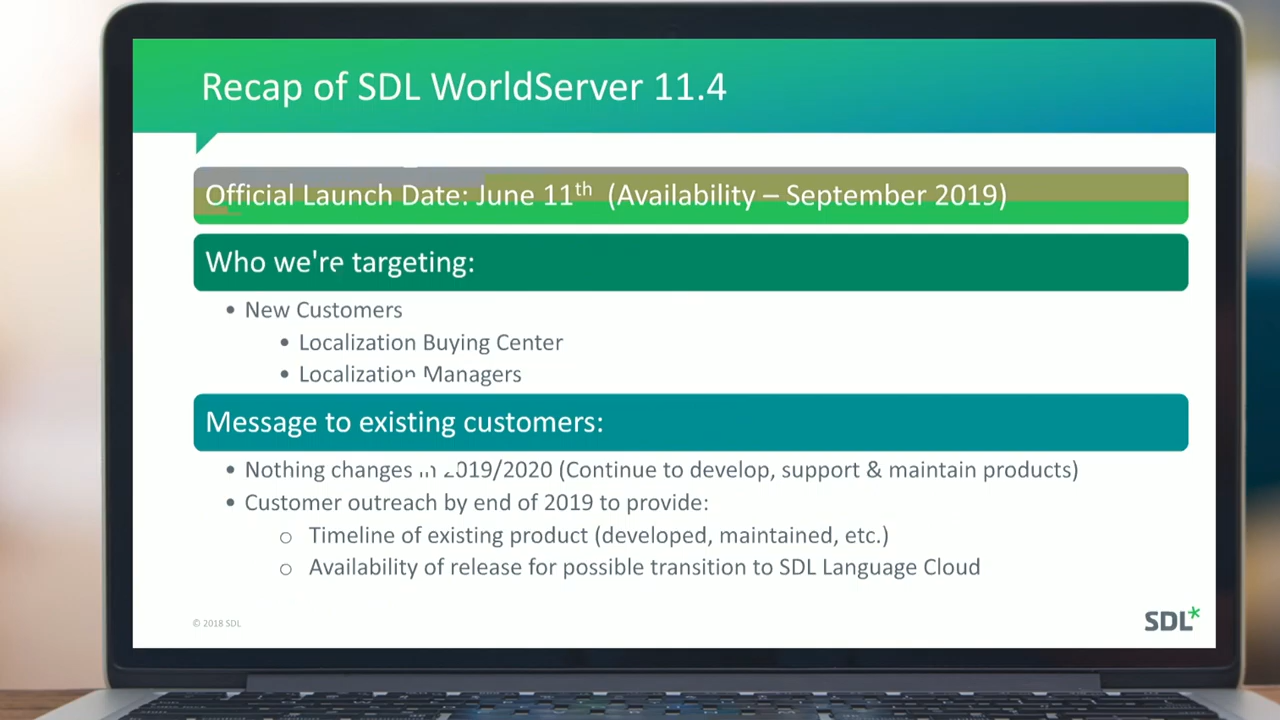 Recap of SDL WorldServer 11.4
Official Launch Date: June 11th (Availability – September 2019)
Who we're targeting:
• New Customers
• Localization Buying Center
• Localization Managers
Message to existing customers:
• Nothing changes in 2019/2020 (Continue to develop, support & maintain products)
• Customer outreach by end of 2019 to provide:
○ Timeline of existing product (developed, maintained, etc.)
○ Availability of release for possible transition to SDL Language Cloud
© 2018 SDL
SDL*